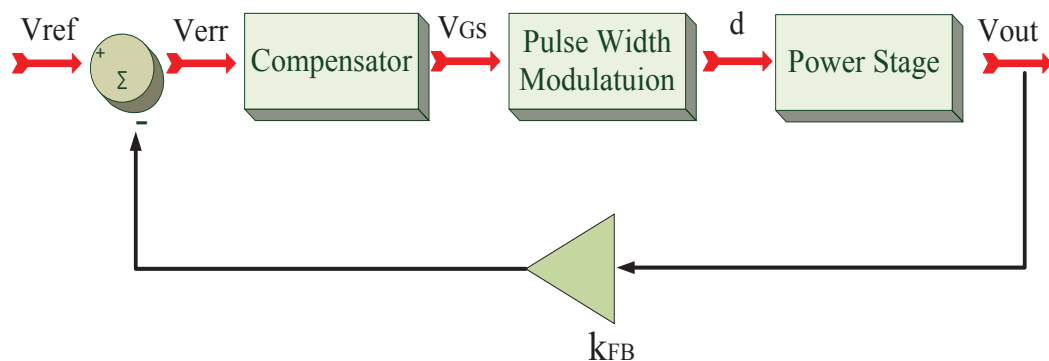 Vref
+
Σ
-
Verr
Compensator
VGs
Pulse Width
Modulatuion
d
Power Stage
Vout
kFB